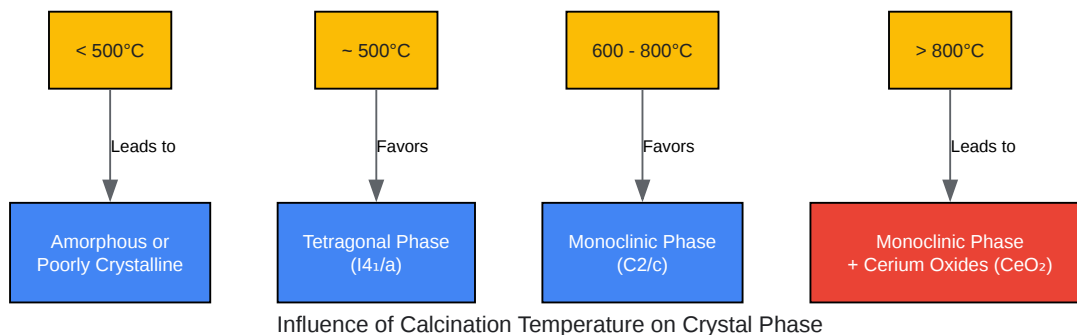 < 500°C
~ 500°C
600 - 800°C
> 800°C
Leads to
Favors
Favors
Leads to
Amorphous or
Poorly Crystalline
Tetragonal Phase
(I4₁/a)
Monoclinic Phase
(C2/c)
Monoclinic Phase
+ Cerium Oxides (CeO₂)
Influence of Calcination Temperature on Crystal Phase